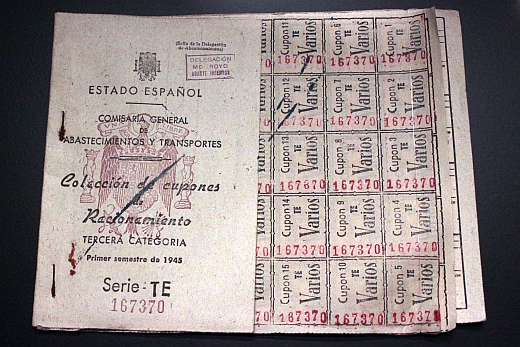 (Sello de la Delegación
de Abastecimientos)
DELEGACIÓN
MD. ROYO
ABASTE
ESTADO ESPAÑOL
COMISARÍA GENERAL
DE
ABASTECIMIENTOS Y TRANSPORTES
Colección de cupones
de
Racionamiento
TERCERA CATEGORIA
Primer semestre de 1945
Serie - TE
167370
Cupon 11
TE
Varios
167370
Cupon 6
TE
Varios
167370
Cupon 1
TE
Varios
167370
Cupon 12
TE
Varios
167370
Cupon 7
TE
Varios
167370
Cupon 2
TE
Varios
167370
Cupon 13
TE
Varios
167370
Cupon 8
TE
Varios
167370
Cupon 3
TE
Varios
167370
Cupon 14
TE
Varios
167370
Cupon 9
TE
Varios
167370
Cupon 4
TE
Varios
167370
Cupon 15
TE
Varios
167370
Cupon 10
TE
Varios
167370
Cupon 5
TE
Varios
167370